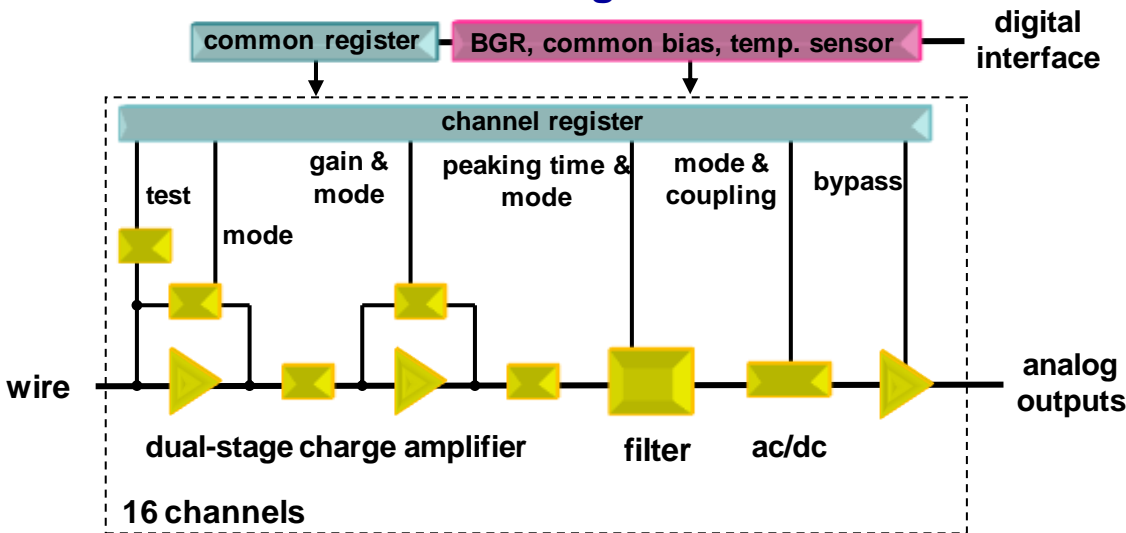 common register
BGR, common bias, temp. sensor
digital
interface
channel register
test
mode
gain &
mode
peaking time &
mode
mode &
coupling
bypass
wire
analog
outputs
dual-stage charge amplifier
filter
ac/dc
16 channels